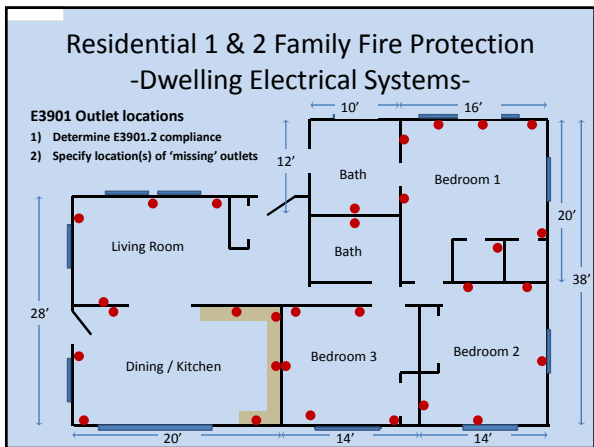 Residential 1 & 2 Family Fire Protection
-Dwelling Electrical Systems-
E3901 Outlet locations
1) Determine E3901.2 compliance
2) Specify location(s) of ‘missing’ outlets
10’
16’
12’
Bath
Bedroom 1
20’
Bath
Living Room
38’
28’
Dining / Kitchen
Bedroom 3
Bedroom 2
20’
14’
14’